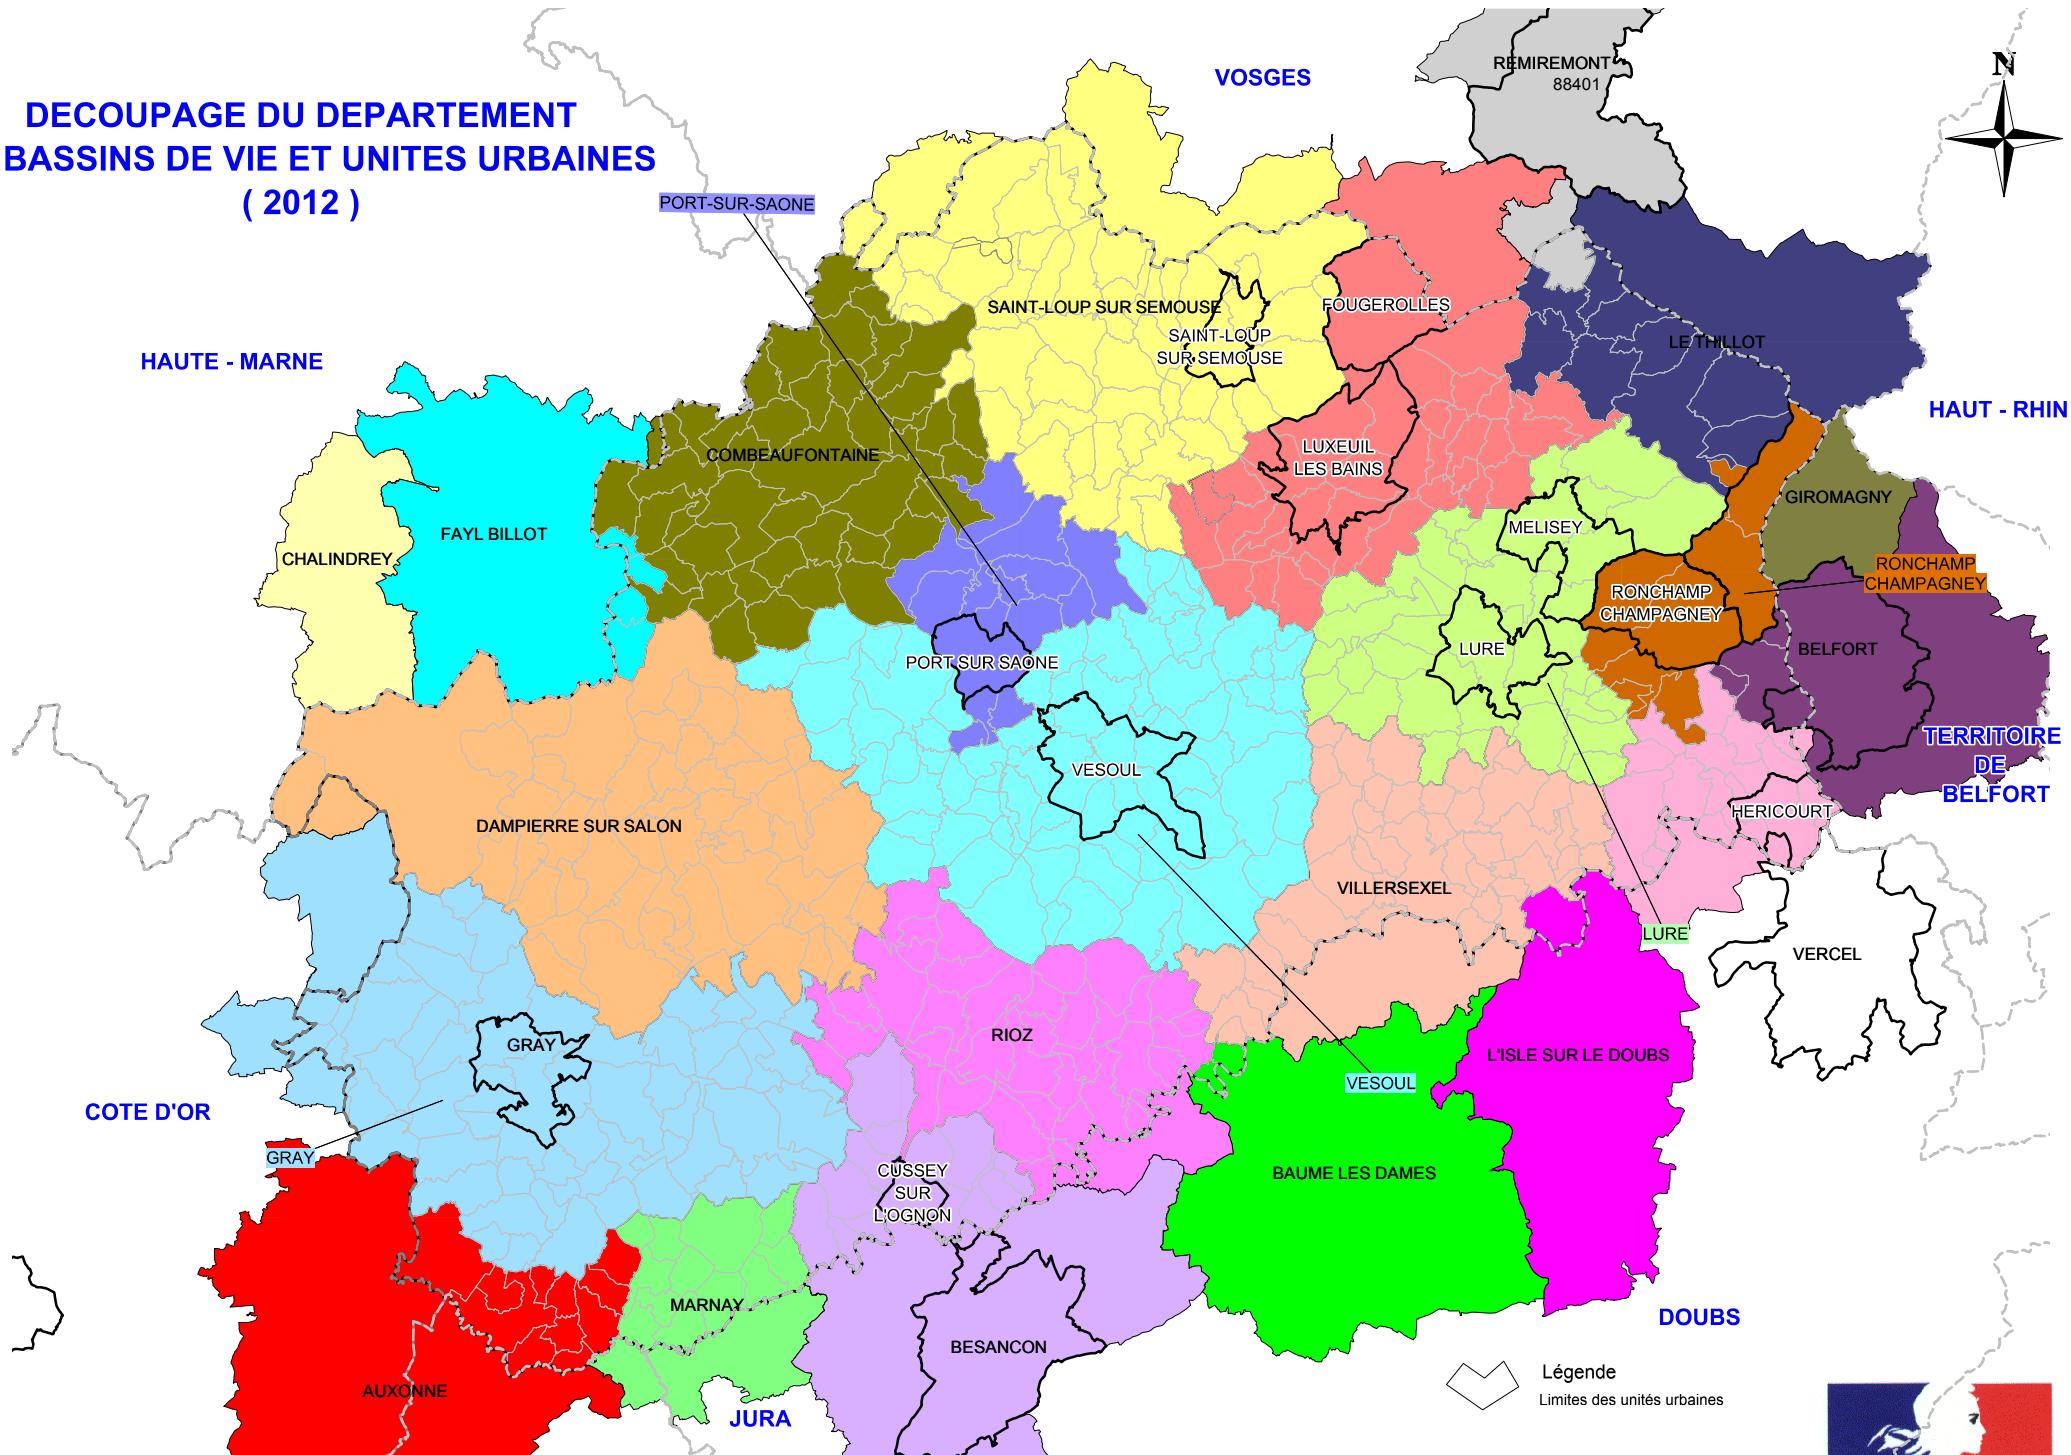 DECOUPAGE DU DEPARTEMENT
BASSINS DE VIE ET UNITES URBAINES
( 2012 )
VOSGES
REMIREMONT
88401
N
PORT-SUR-SAONE
SAINT-LOUP SUR SEMOUSE
SAINT-LOUP
SUR SEMOUSE
FOUGEROLLES
LE THILLOT
HAUTE - MARNE
HAUT - RHIN
COMBEAUFONTAINE
LUXEUIL
LES BAINS
GIROMAGNY
MELISEY
FAYL BILLOT
CHALINDREY
RONCHAMP
CHAMPAGNEY
RONCHAMP
CHAMPAGNEY
LURE
BELFORT
PORT SUR SAONE
VESOUL
TERRITOIRE
DE
BELFORT
HERICOURT
DAMPIERRE SUR SALON
VILLERSEXEL
LURE
VERCEL
RIOZ
GRAY
L'ISLE SUR LE DOUBS
VESOUL
COTE D'OR
GRAY
CUSSEY
SUR
L'OGNON
BAUME LES DAMES
MARNAY
BESANCON
DOUBS
AUXONNE
JURA
Légende
Limites des unités urbaines